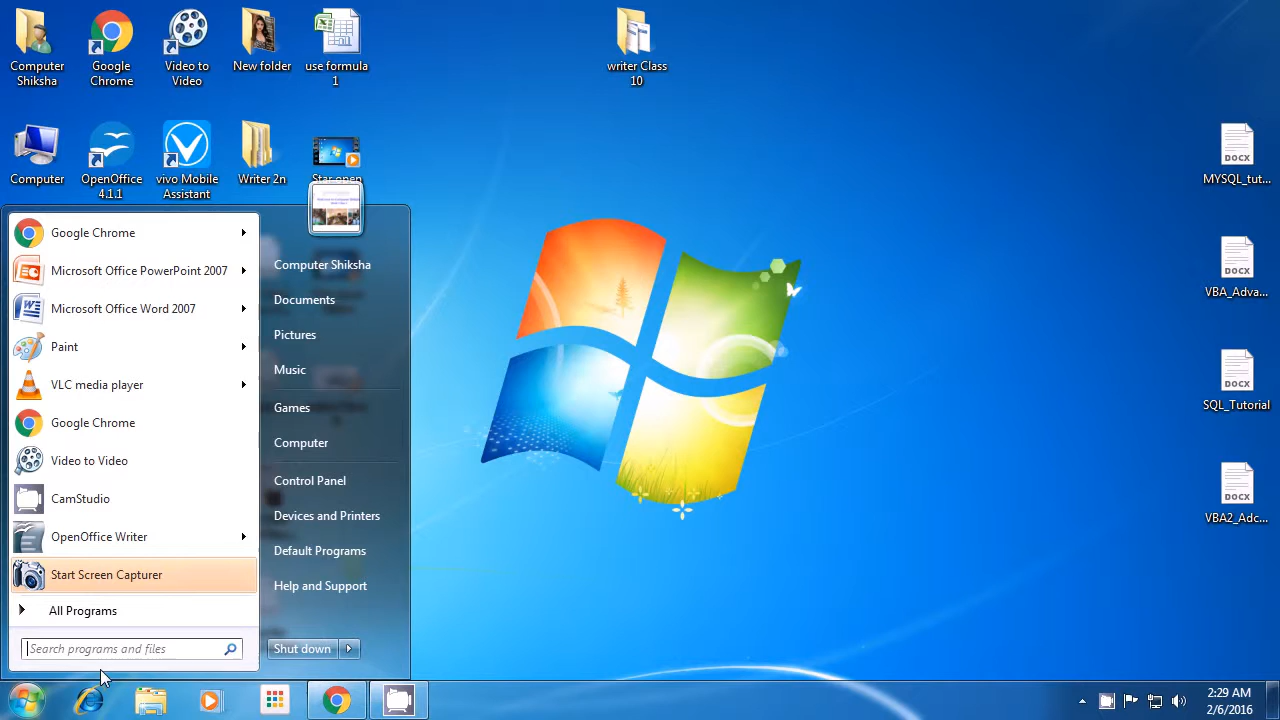 Computer
Shiksha
Google
Chrome
Video to
Video
New folder
use formula
1
writer Class
10
Computer
OpenOffice
4.1.1
vivo Mobile
Assistant
Writer 2n
DOCX
MYSQL_tut...
DOCX
VBA_Adva...
DOCX
SQL_Tutorial
DOCX
VBA2_Adc...
Google Chrome
Microsoft Office PowerPoint 2007
Microsoft Office Word 2007
Paint
VLC media player
Google Chrome
Video to Video
CamStudio
OpenOffice Writer
Start Screen Capturer
All Programs
Search programs and files
Computer Shiksha
Documents
Pictures
Music
Games
Computer
Control Panel
Devices and Printers
Default Programs
Help and Support
Shut down
2:29 AM
2/6/2016